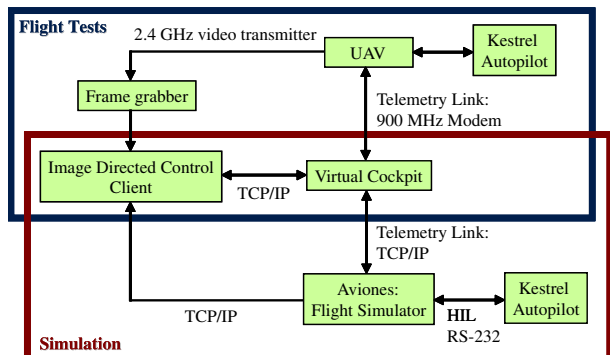 Flight Tests
2.4 GHz video transmitter
UAV
Kestrel
Autopilot
Frame grabber
Telemetry Link:
900 MHz Modem
Image Directed Control
Client
TCP/IP
Virtual Cockpit
Telemetry Link:
TCP/IP
Aviones:
Flight Simulator
Kestrel
Autopilot
TCP/IP
HIL
RS-232
Simulation